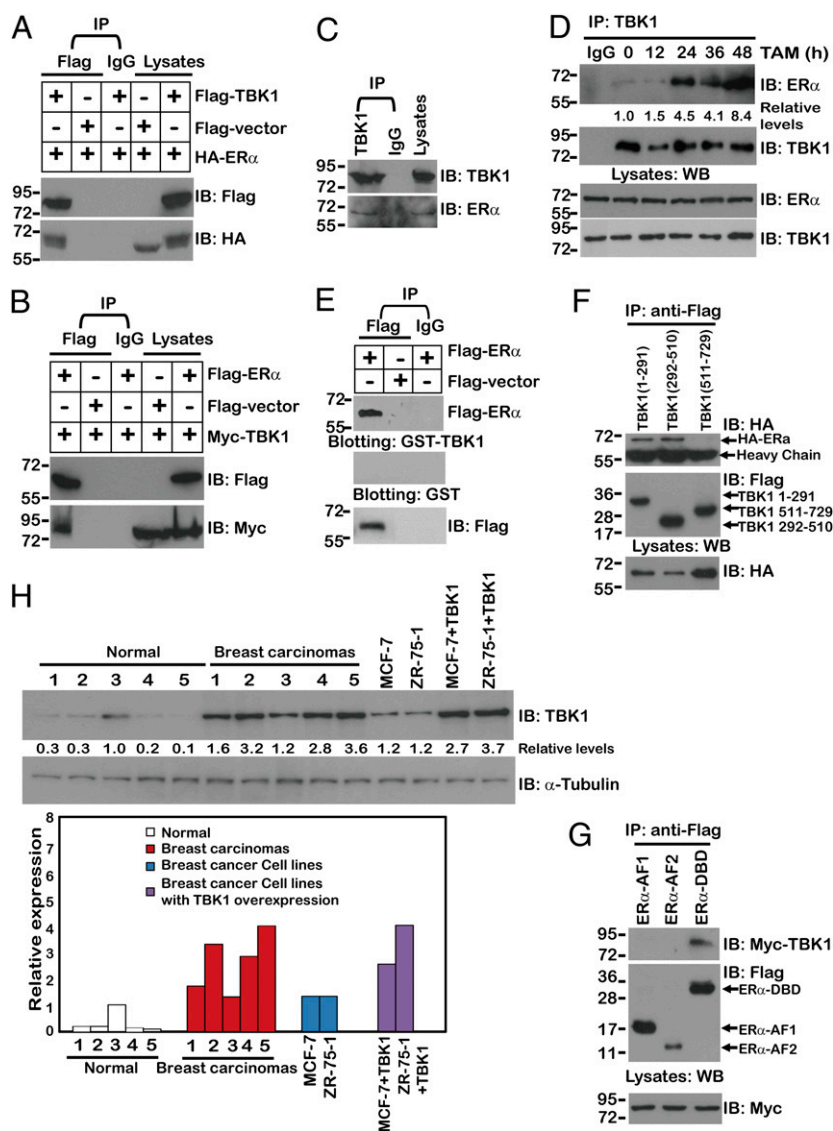 A
IP
Flag IgG Lysates
+ - + - + Flag-TBK1
- + - + - Flag-vector
+ + + + + HA-ERα
95
72
IB: Flag
72
55
IB: HA
B
IP
Flag IgG Lysates
+ - + - + Flag-ERα
- + - + - Flag-vector
+ + + + + Myc-TBK1
72
55
IB: Flag
95
72
IB: Myc
C
IP
TBK1 IgG Lysates
95
72
IB: TBK1
72
55
IB: ERα
D
IP: TBK1
IgG 0 12 24 36 48 TAM (h)
72
55
IB: ERα
1.0 1.5 4.5 4.1 8.4 Relative levels
95
72
IB: TBK1
Lysates: WB
72
55
IB: ERα
95
72
IB: TBK1
E
IP
Flag IgG
+ - + Flag-ERα
- + - Flag-vector
72
55
Flag-ERα
Blotting: GST-TBK1
Blotting: GST
72
55
IB: Flag
F
IP: anti-Flag
TBK1(1-291)
TBK1(292-510)
TBK1(511-729)
IB: HA
72
55
HA-ERa
Heavy Chain
IB: Flag
36
28
17
TBK1 1-291
TBK1 511-729
TBK1 292-510
Lysates: WB
72
55
IB: HA
H
Normal Breast carcinomas MCF-7 ZR-75-1 MCF-7+TBK1 ZR-75-1+TBK1
1 2 3 4 5 1 2 3 4 5
IB: TBK1
0.3 0.3 1.0 0.2 0.1 1.6 3.2 1.2 2.8 3.6 1.2 1.2 2.7 3.7 Relative levels
IB: α-Tubulin
Relative expression
8
7
5
4
3
2
1
0
Normal
Breast carcinomas
Breast cancer Cell lines
Breast cancer Cell lines
with TBK1 overexpression
1 2 3 4 5 1 2 3 4 5
Normal Breast carcinomas
MCF-7
ZR-75-1
MCF-7+TBK1
ZR-75-1
+TBK1
G
IP: anti-Flag
ERα-AF1
ERα-AF2
ERα-DBD
95
72
IB: Myc-TBK1
IB: Flag
36
28
17
11
ERα-DBD
ERα-AF1
ERα-AF2
Lysates: WB
95
72
IB: Myc